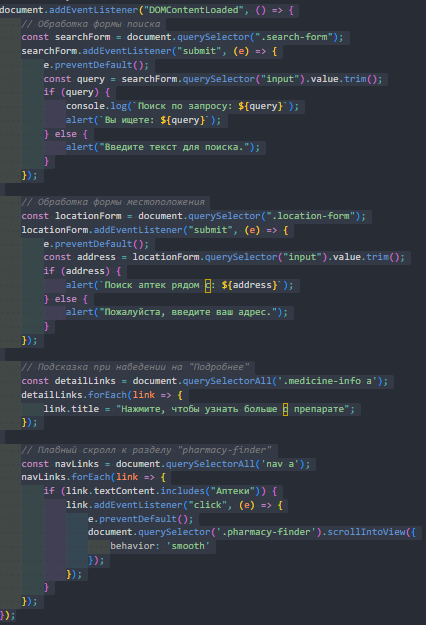 document.addEventListener("DOMContentLoaded", () => {
// Обработка формы поиска
const searchForm = document.querySelector(".search-form");
searchForm.addEventListener("submit", (e) => {
e.preventDefault();
const query = searchForm.querySelector("input").value.trim();
if (query) {
console.log(`Поиск по запросу: ${query}`);
alert(`Вы ищете: ${query}`);
} else {
alert("Введите текст для поиска.");
}
});
// Обработка формы местоположения
const locationForm = document.querySelector(".location-form");
locationForm.addEventListener("submit", (e) => {
e.preventDefault();
const address = locationForm.querySelector("input").value.trim();
if (address) {
alert(`Поиск аптек рядом с: ${address}`);
} else {
alert("Пожалуйста, введите ваш адрес.");
}
});
// Подсказка при наведении на "Подробнее"
const detailLinks = document.querySelectorAll('.medicine-info a');
detailLinks.forEach(link => {
link.title = "Нажмите, чтобы узнать больше о препарате";
});
// Плавный скролл к разделу "pharmacy-finder"
const navLinks = document.querySelectorAll('nav a');
navLinks.forEach(link => {
if (link.textContent.includes("Аптеки")) {
link.addEventListener("click", (e) => {
e.preventDefault();
document.querySelector('.pharmacy-finder').scrollIntoView({
behavior: 'smooth'
});
});
}
});
});